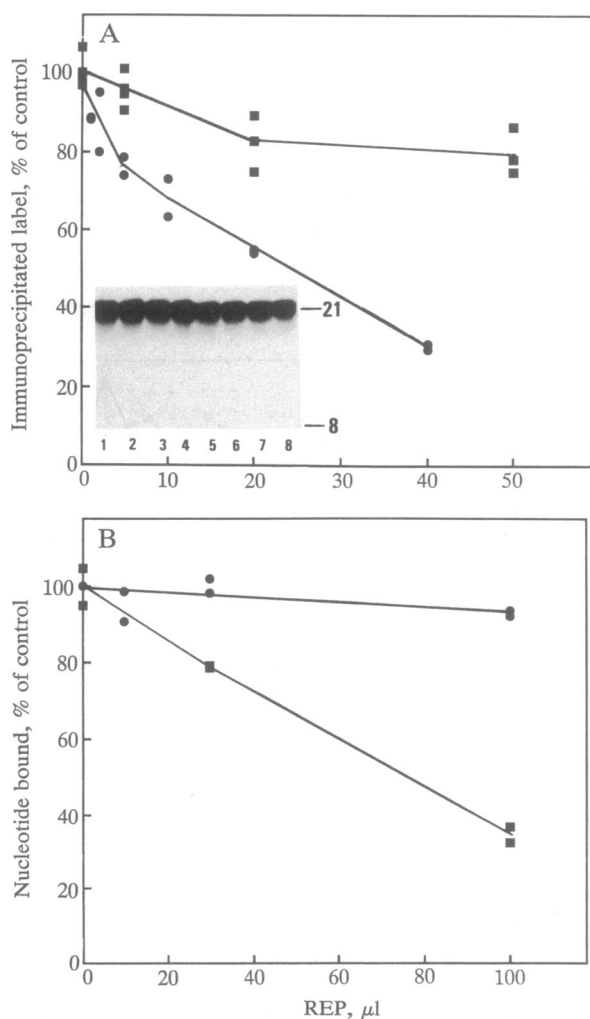 A
Immunoprecipitated label, % of control
100
80
60
40
20
0
21
8
1 2 3 4 5 6 7 8
0 10 20 30 40 50
B
Nucleotide bound, % of control
100
80
60
40
20
0
0 20 40 60 80 100
REP, μl